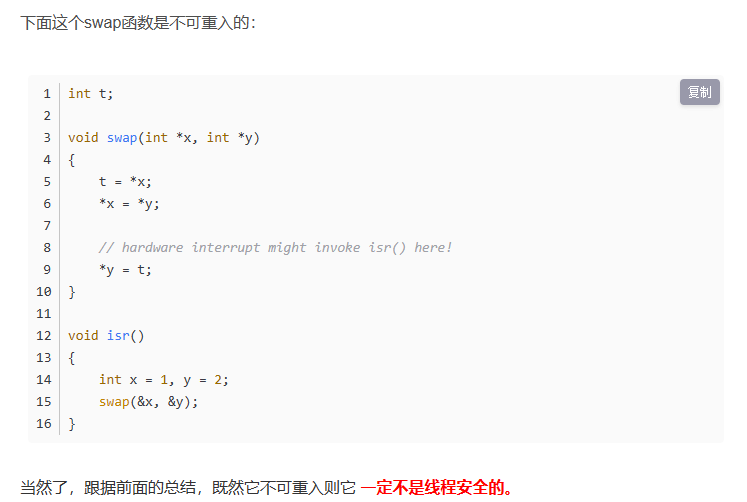 下面这个swap函数是不可重入的：
复制
1 int t;
2
3 void swap(int *x, int *y)
4 {
5     t = *x;
6     *x = *y;
7
8     // hardware interrupt might invoke isr() here!
9     *y = t;
10 }
11
12 void isr()
13 {
14     int x = 1, y = 2;
15     swap(&x, &y);
16 }
当然了，跟据前面的总结，既然它不可重入则它 一定不是线程安全的。